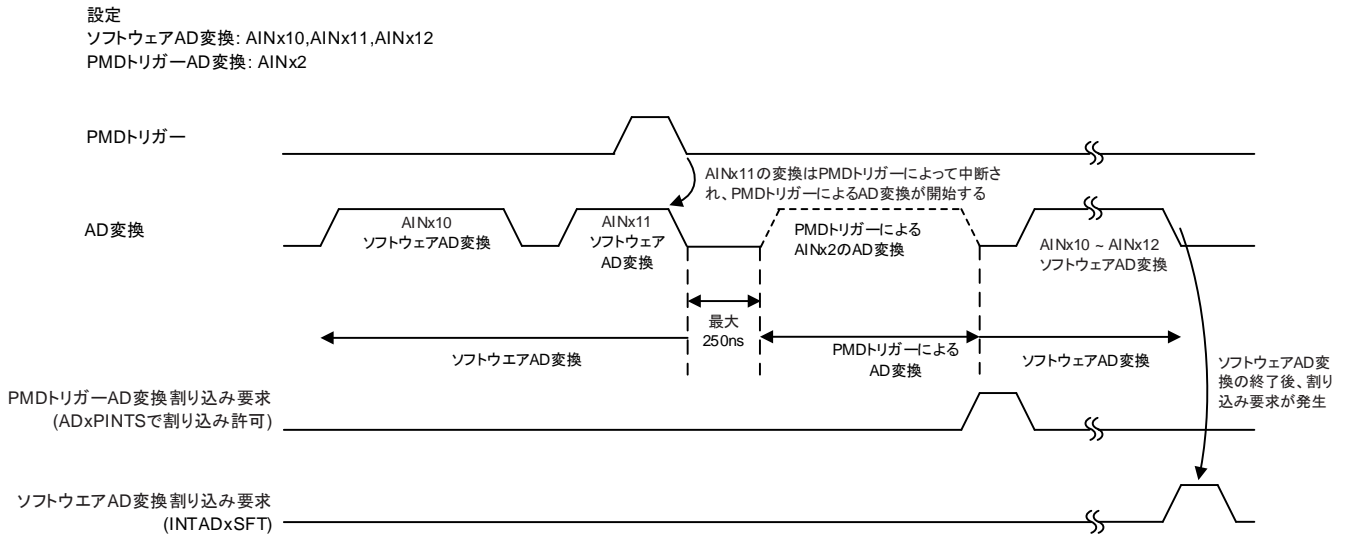 設定
ソフトウェアAD変換: AINx10,AINx11,AINx12
PMDトリガーAD変換: AINx2
PMDトリガー
AINx11の変換はPMDトリガーによって中断さ
れ、PMDトリガーによるAD変換が開始する
AD変換
AINx10
ソフトウェアAD変換
AINx11
ソフトウェア
AD変換
PMDトリガーによる
AINx2のAD変換
AINx10 ~ AINx12
ソフトウェアAD変換
最大
250ns
ソフトウエアAD変換
PMDトリガーによる
AD変換
ソフトウェアAD変換
ソフトウェアAD変
換の終了後、割り
込み要求が発生
PMDトリガーAD変換割り込み要求
(ADxPINTSで割り込み許可)
ソフトウエアAD変換割り込み要求
(INTADxSFT)